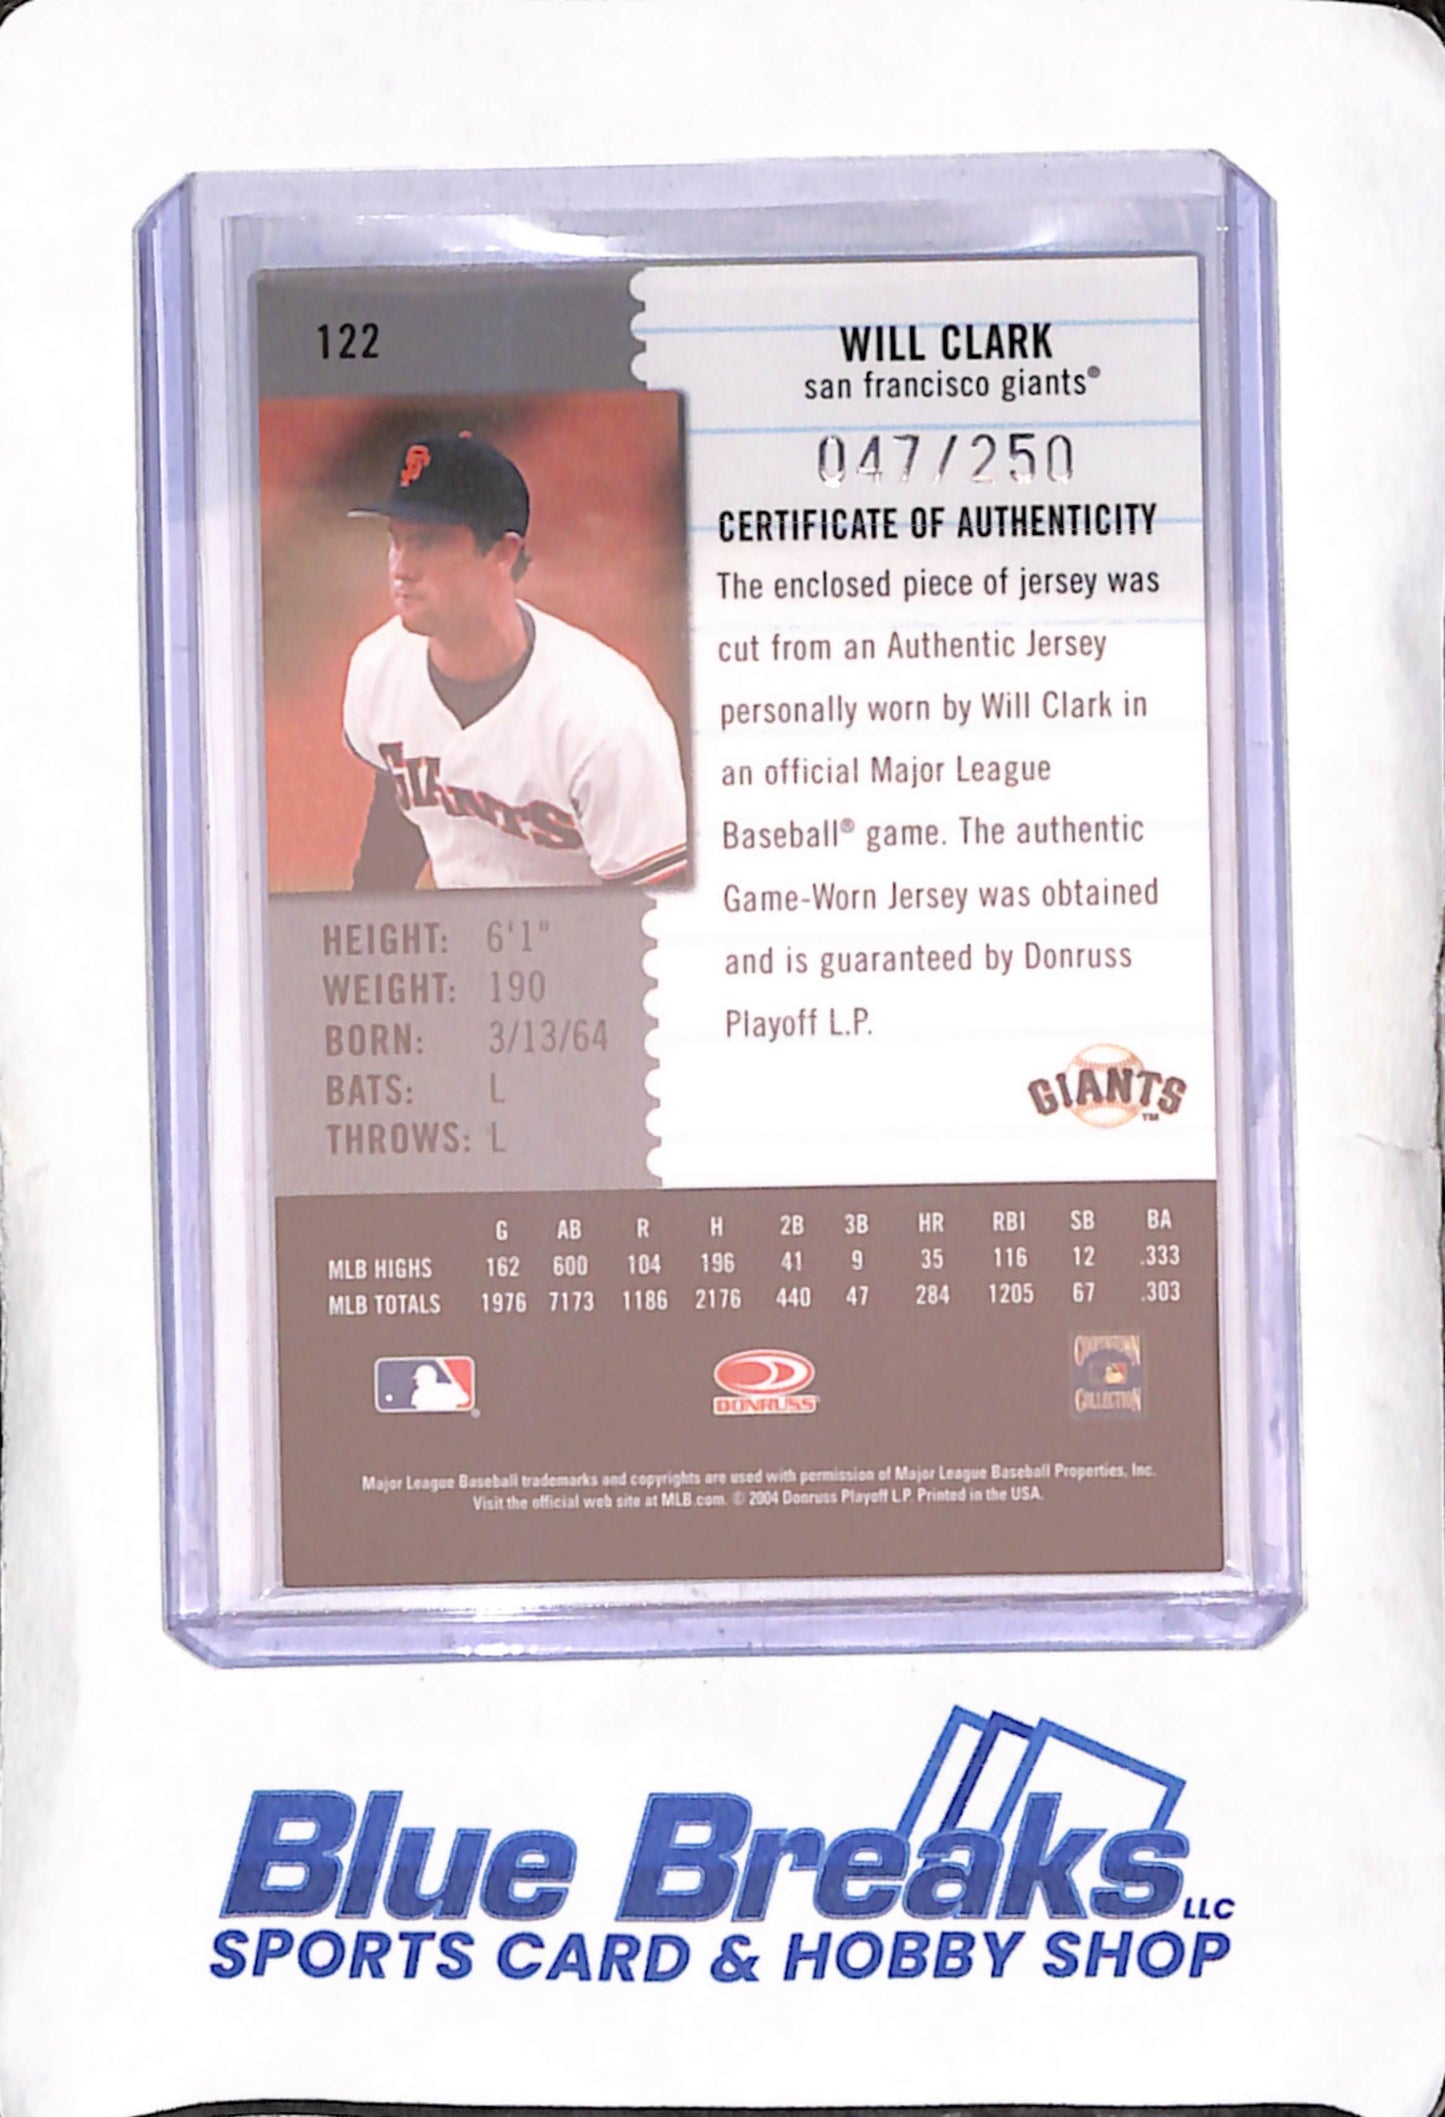 122
WILL CLARK
san francisco giants®
047/250
CERTIFICATE OF AUTHENTICITY
The enclosed piece of jersey was
cut from an Authentic Jersey
personally worn by Will Clark in
an official Major League
Baseball® game. The authentic
Game-Worn Jersey was obtained
and is guaranteed by Donruss
Playoff L.P.
SF
GIANTS
GIANTS™
HEIGHT: 6'1"
WEIGHT: 190
BORN: 3/13/64
BATS: L
THROWS: L
G AB R H 2B 3B HR RBI SB BA
MLB HIGHS 162 600 104 196 41 9 35 116 12 .333
MLB TOTALS 1976 7173 1186 2176 440 47 284 1205 67 .303
DONRUSS
COOPERSTOWN
COLLECTION
Major League Baseball trademarks and copyrights are used with permission of Major League Baseball Properties, Inc.
Visit the official web site at MLB.com. © 2004 Donruss Playoff L.P. Printed in the USA.
Blue Breaks LLC
SPORTS CARD & HOBBY SHOP